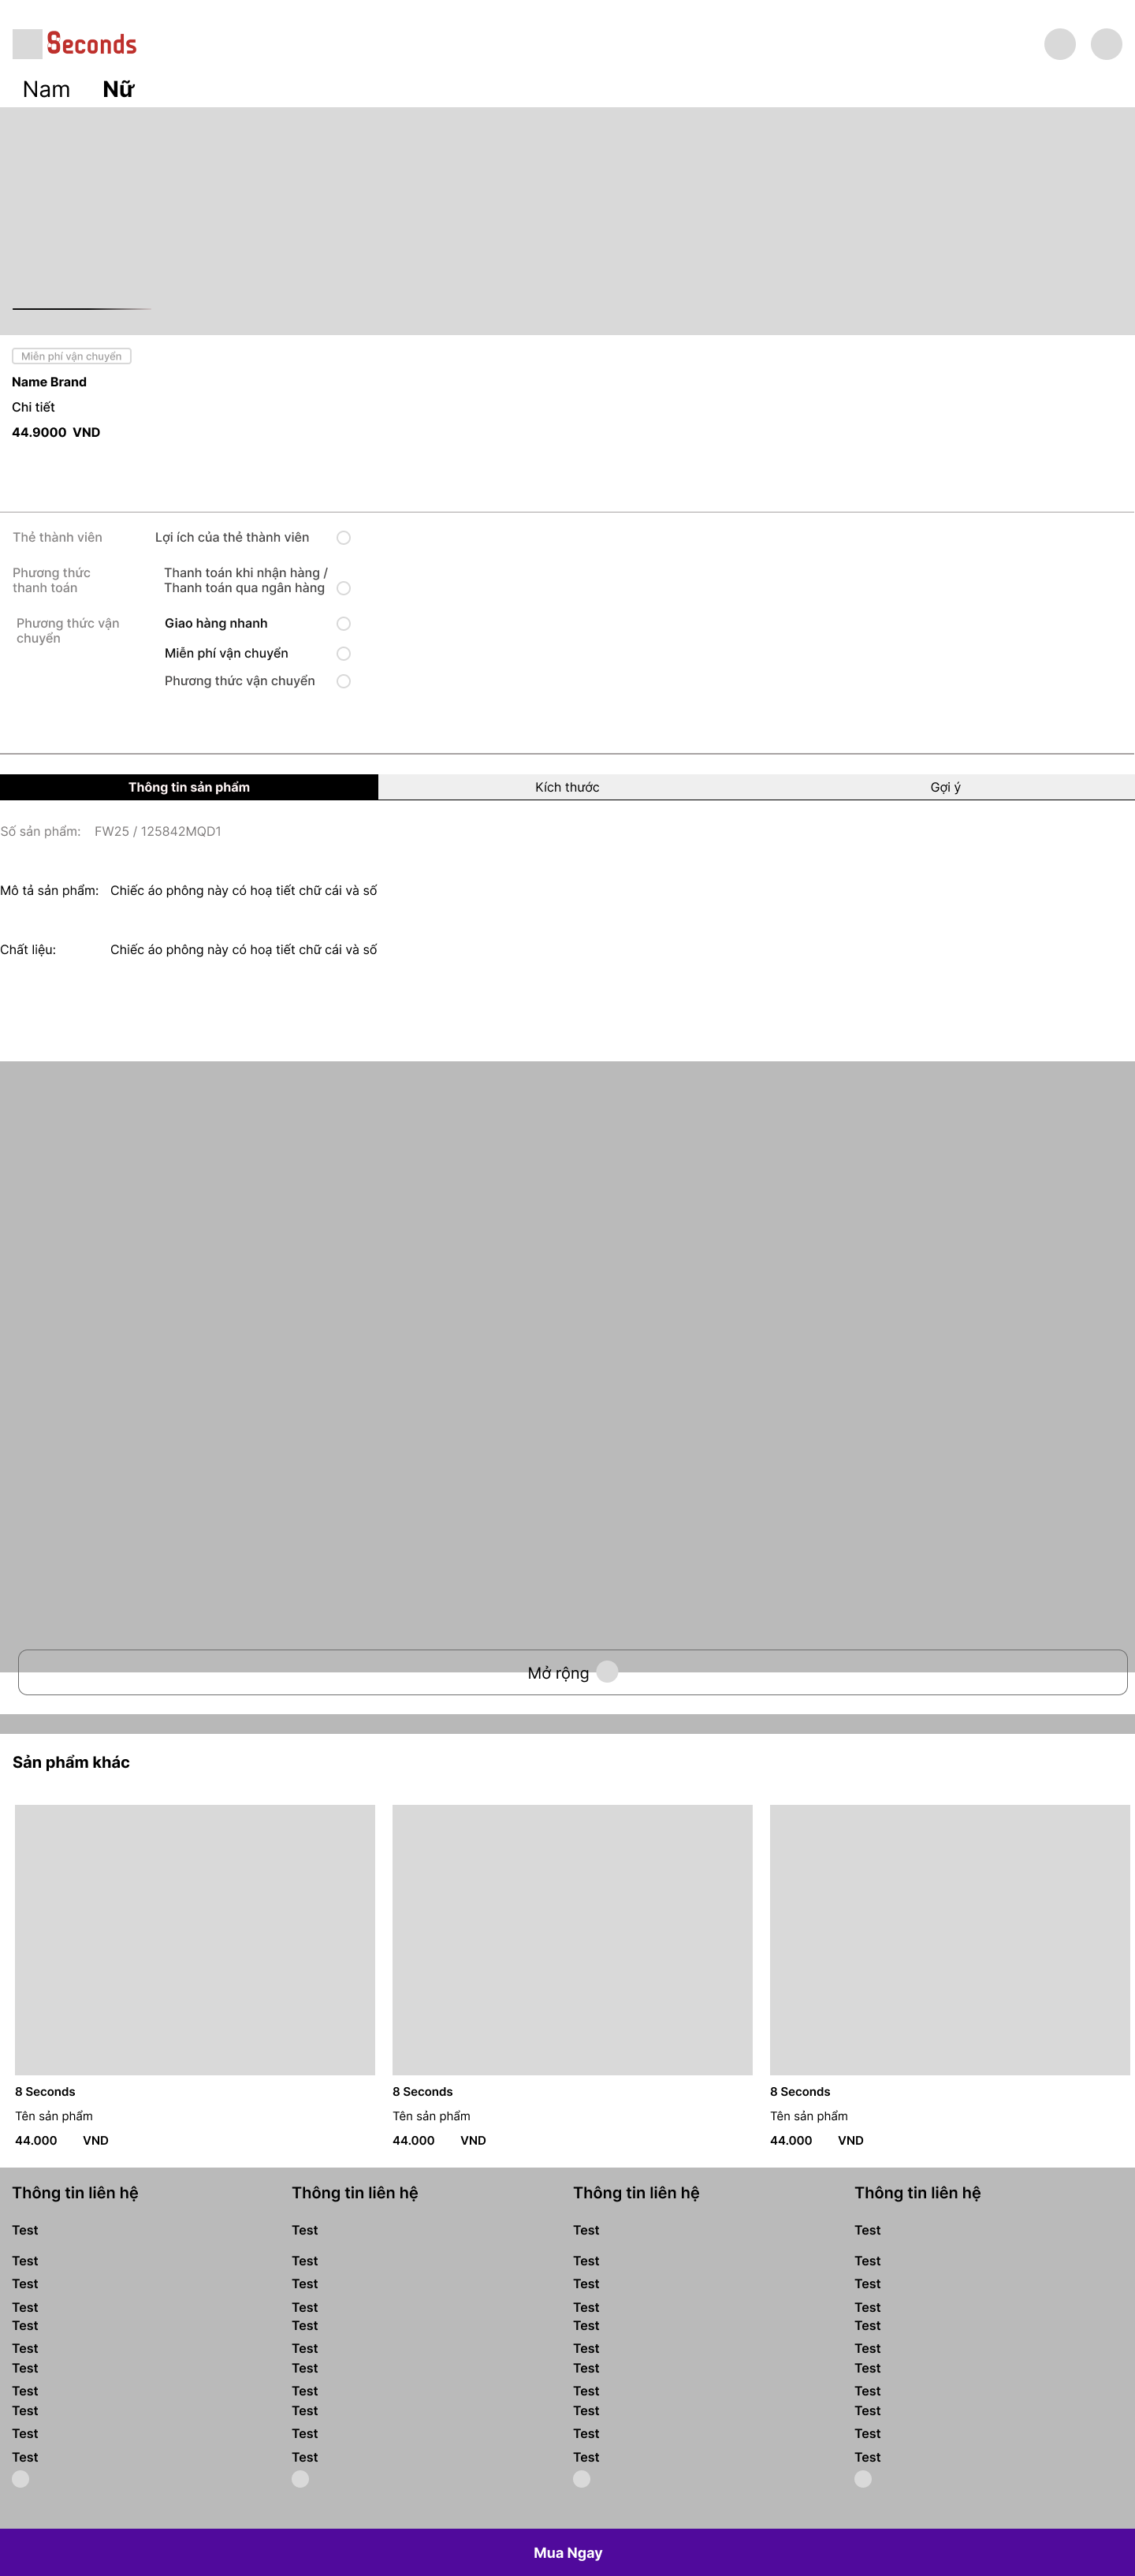 Seconds
Nam Nữ
Miễn phí vận chuyển
Name Brand
Chi tiết
44.9000 VND
Thẻ thành viên Lợi ích của thẻ thành viên
Phương thức Thanh toán khi nhận hàng /
thanh toán Thanh toán qua ngân hàng
Phương thức vận Giao hàng nhanh
chuyển
Miễn phí vận chuyển
Phương thức vận chuyển
Thông tin sản phẩm Kích thước Gợi ý
Số sản phẩm: FW25 / 125842MQD1
Mô tả sản phẩm: Chiếc áo phông này có hoạ tiết chữ cái và số
Chất liệu: Chiếc áo phông này có hoạ tiết chữ cái và số
Mở rộng
Sản phẩm khác
8 Seconds 8 Seconds 8 Seconds
Tên sản phẩm Tên sản phẩm Tên sản phẩm
44.000 VND 44.000 VND 44.000 VND
Thông tin liên hệ Thông tin liên hệ Thông tin liên hệ Thông tin liên hệ
Test Test Test Test
Test Test Test Test
Test Test Test Test
Test Test Test Test
Test Test Test Test
Test Test Test Test
Test Test Test Test
Test Test Test Test
Test Test Test Test
Test Test Test Test
Test Test Test Test
Mua Ngay